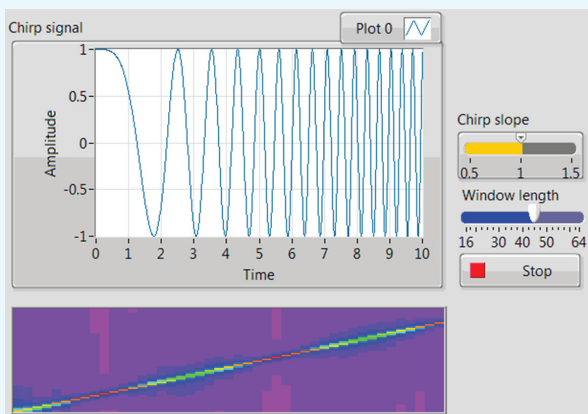 Chirp signal
Plot 0
1
0.5
0
-0.5
-1
Amplitude
0 1 2 3 4 5 6 7 8 9 10
Time
Chirp slope
0.5 1 1.5
Window length
16 30 40 50 64
Stop